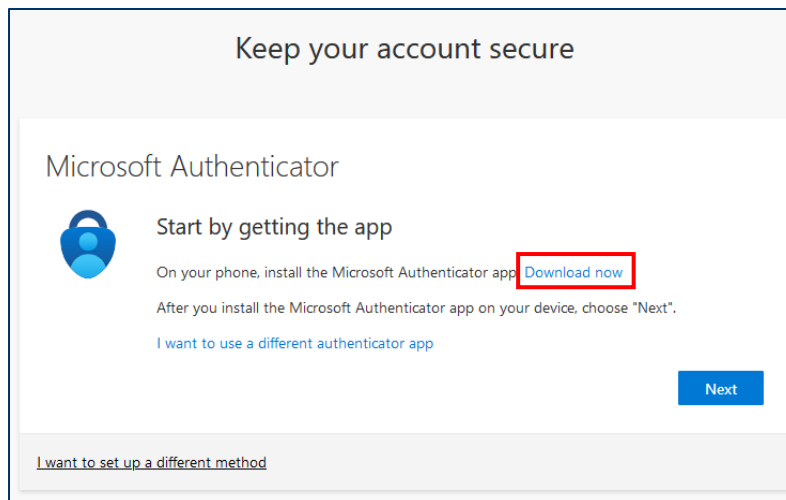 Keep your account secure
Microsoft Authenticator
Start by getting the app
On your phone, install the Microsoft Authenticator app Download now
After you install the Microsoft Authenticator app on your device, choose "Next".
I want to use a different authenticator app
Next
I want to set up a different method